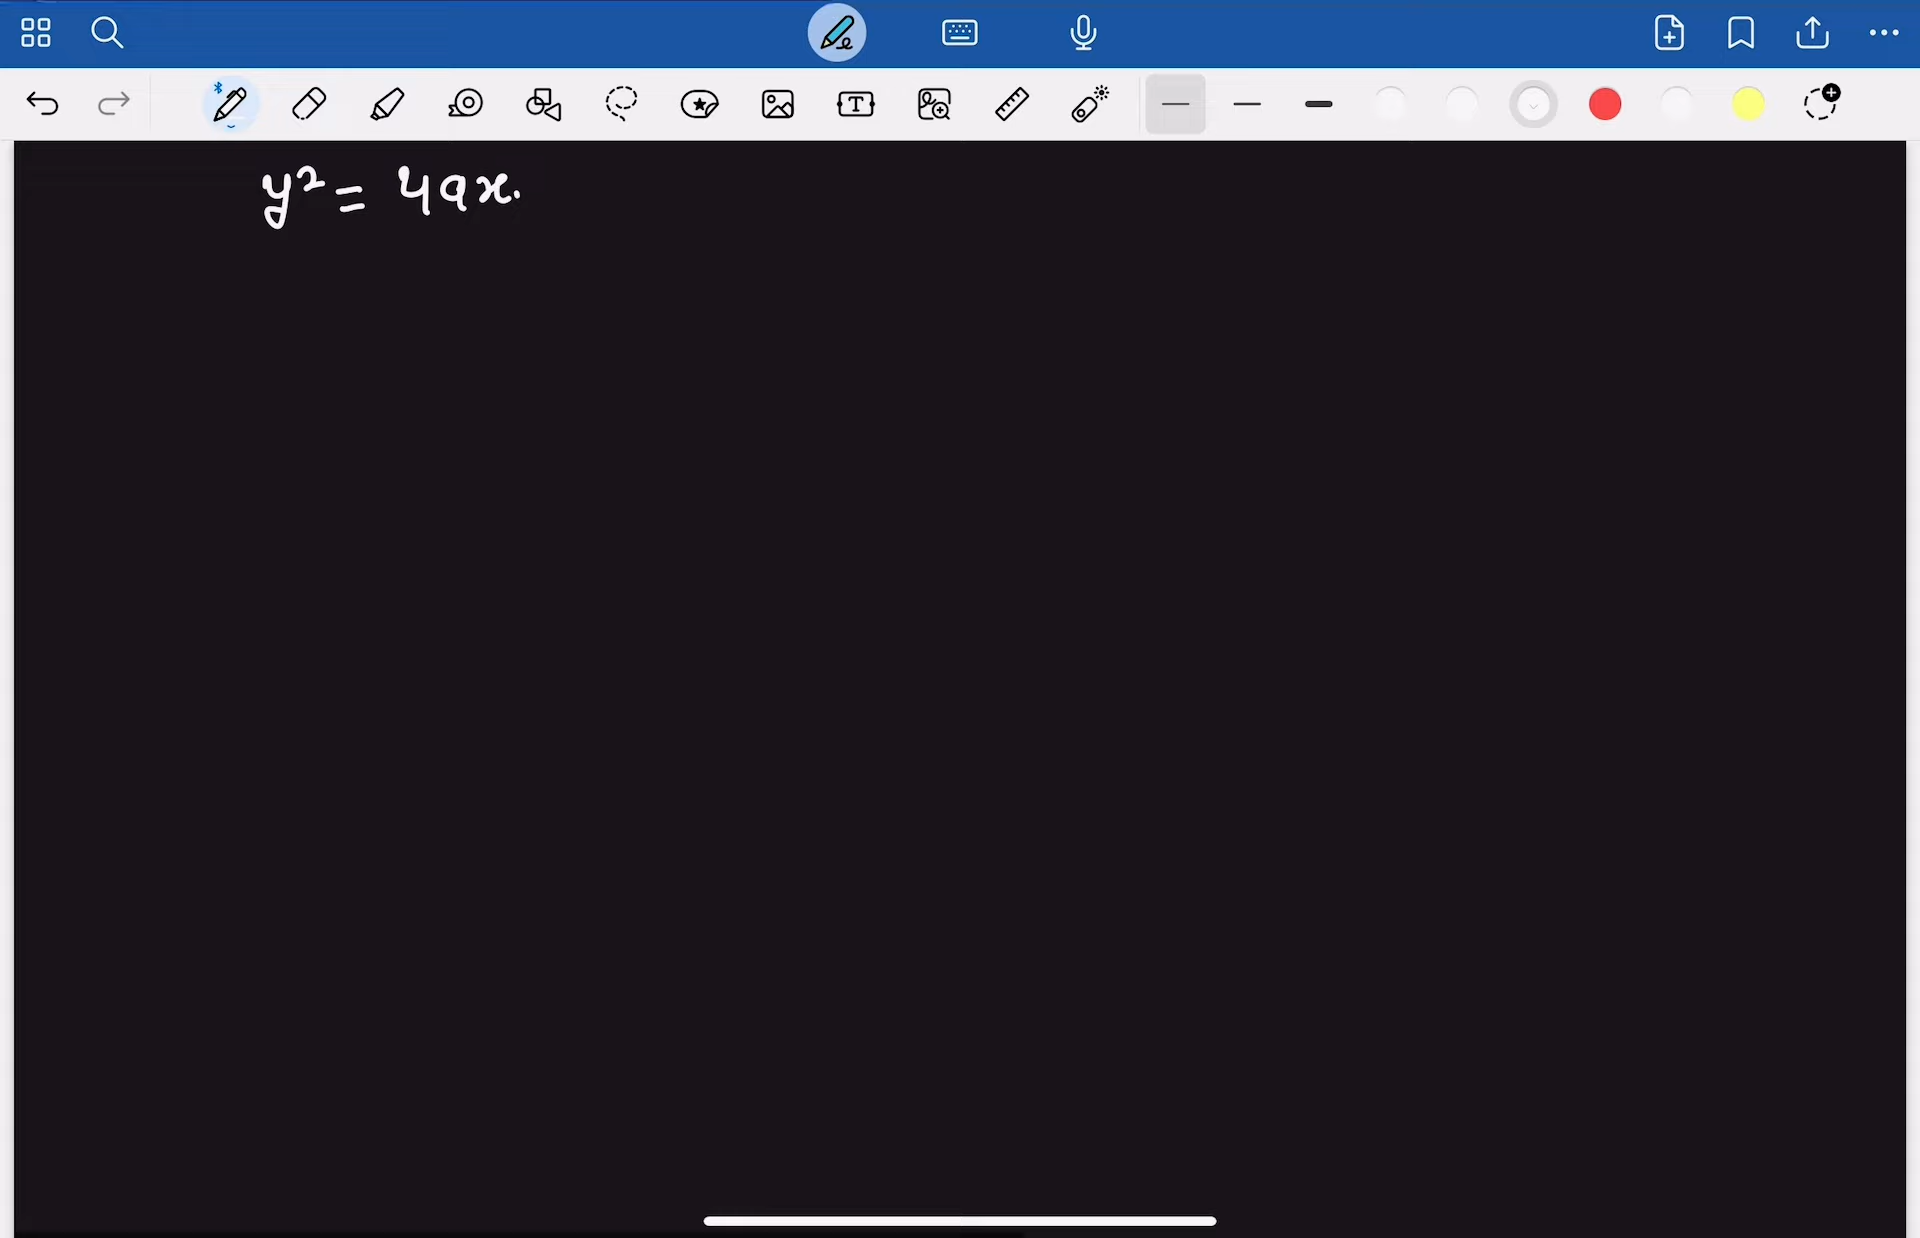 y² = 4ax.